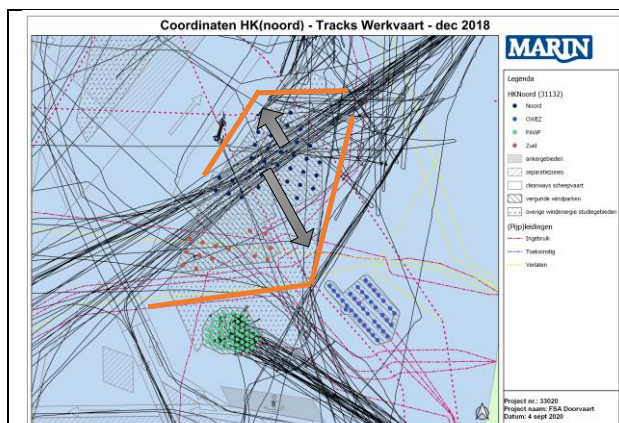 Coordinaten HK(noord) - Tracks Werkvaart - dec 2018
MARIN
Legenda
HKNoord (31132)
Noord
OWEZ
PAWP
Zuid
ankergebieden
separatiezones
clearways scheepvaart
vergunde windparken
overige windenergie studiegebieden
(Pijp)leidingen
Ingebruik
Toekomstig
Verlaten
Project nr.: 33020
Project naam: FSA Doorvaart
Datum: 4 sept 2020